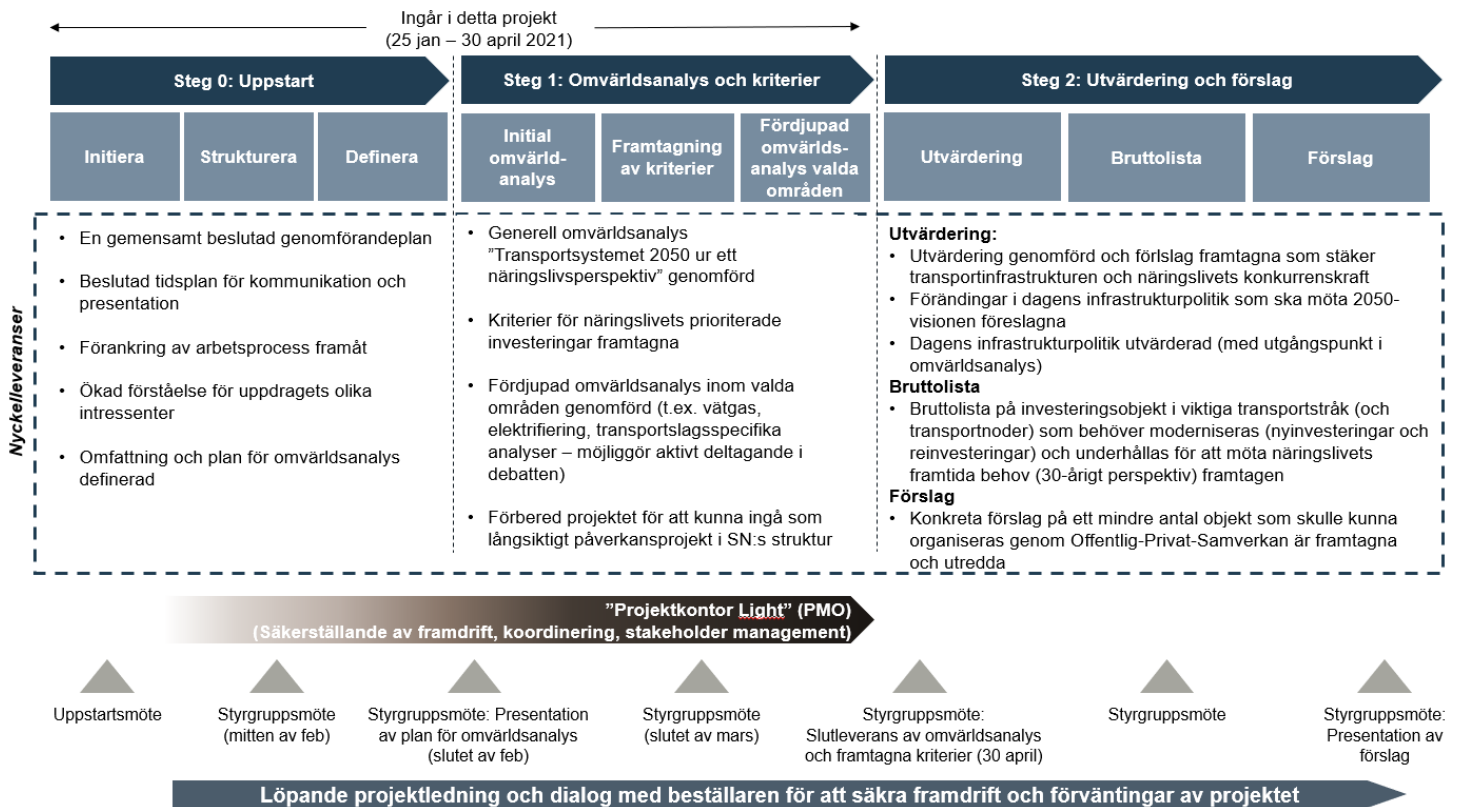 Ingår i detta projekt
(25 jan – 30 april 2021)
Steg 0: Uppstart
Steg 1: Omvärldsanalys och kriterier
Steg 2: Utvärdering och förslag
Initiera
Strukturera
Definera
Initial
omvärld-
analys
Framtagning
av kriterier
Fördjupad
omvärlds-
analys valda
områden
Utvärdering
Bruttolista
Förslag
Nyckelleveranser
• En gemensamt beslutad genomförandeplan
• Beslutad tidsplan för kommunikation och
presentation
• Förankring av arbetsprocess framåt
• Ökad förståelse för uppdragets olika
intressenter
• Omfattning och plan för omvärldsanalys
definerad
• Generell omvärldsanalys
”Transportsystemet 2050 ur ett
näringslivsperspektiv” genomförd
• Kriterier för näringslivets prioriterade
investeringar framtagna
• Fördjupad omvärldsanalys inom valda
områden genomförd (t.ex. vätgas,
elektrifiering, transportslagsspecifika
analyser – möjliggör aktivt deltagande i
debatten)
• Förbered projektet för att kunna ingå som
långsiktigt påverkansprojekt i SN:s struktur
Utvärdering:
• Utvärdering genomförd och förlslag framtagna som stäker
transportinfrastrukturen och näringslivets konkurrenskraft
• Förändingar i dagens infrastrukturpolitik som ska möta 2050-
visionen föreslagna
• Dagens infrastrukturpolitik utvärderad (med utgångspunkt i
omvärldsanalys)
Bruttolista
• Bruttolista på investeringsobjekt i viktiga transportstråk (och
transportnoder) som behöver moderniseras (nyinvesteringar och
reinvesteringar) och underhållas för att möta näringslivets
framtida behov (30-årigt perspektiv) framtagen
Förslag
• Konkreta förslag på ett mindre antal objekt som skulle kunna
organiseras genom Offentlig-Privat-Samverkan är framtagna
och utredda
”Projektkontor Light” (PMO)
(Säkerställande av framdrift, koordinering, stakeholder management)
Uppstartsmöte
Styrgruppsmöte
(mitten av feb)
Styrgruppsmöte: Presentation
av plan för omvärldsanalys
(slutet av feb)
Styrgruppsmöte
(slutet av mars)
Styrgruppsmöte:
Slutleverans av omvärldsanalys
och framtagna kriterier (30 april)
Styrgruppsmöte
Styrgruppsmöte:
Presentation av
förslag
Löpande projektledning och dialog med beställaren för att säkra framdrift och förväntingar av projektet